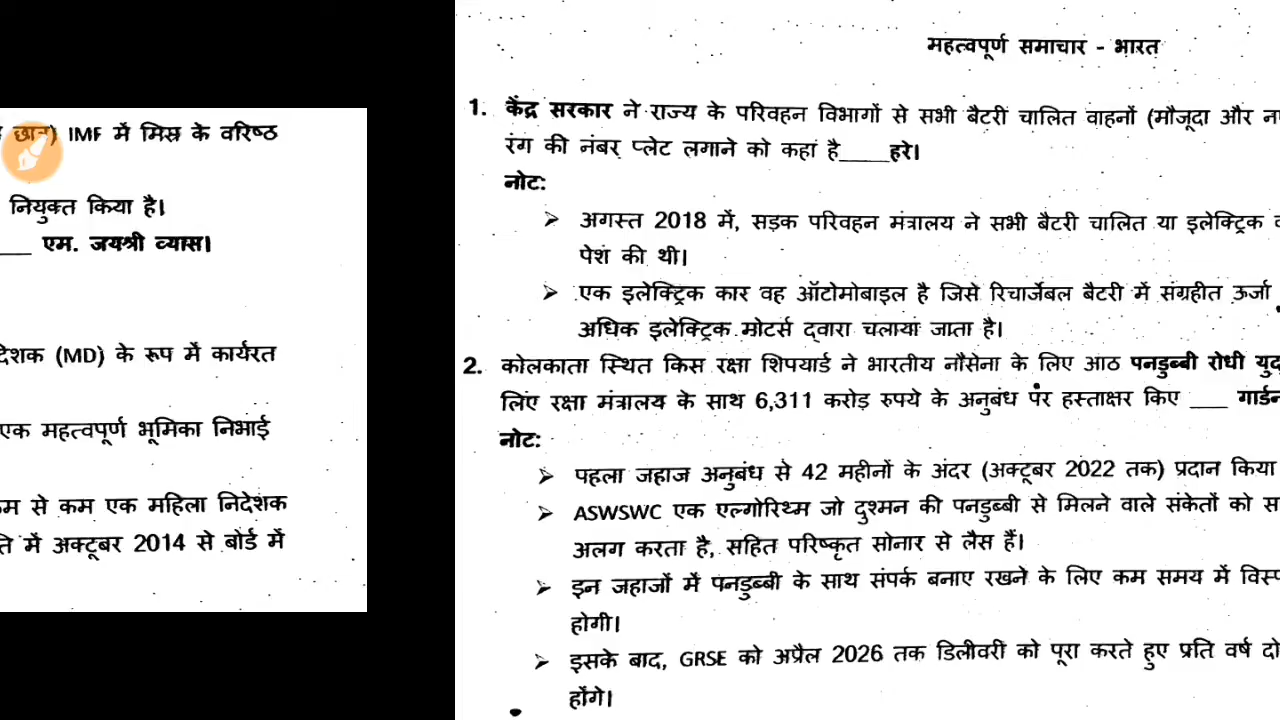 छान) IMF में मिस्र के वरिष्ठ
नियुक्त किया है।
___ एम. जयश्री व्यास।
देशक (MD) के रूप में कार्यरत
एक महत्वपूर्ण भूमिका निभाई
कम से कम एक महिला निदेशक
में अक्टूबर 2014 से बोर्ड में
महत्वपूर्ण समाचार - भारत
1. केंद्र सरकार ने राज्य के परिवहन विभागों से सभी बैटरी चालित वाहनों (मौजूदा और
रंग की नंबर प्लेट लगाने को कहां है____हरे।
नोट:
➢ अगस्त 2018 में, सड़क परिवहन मंत्रालय ने सभी बैटरी चालित या इलेक्ट्रिक
पेश की थी।
➢ एक इलेक्ट्रिक कार वह ऑटोमोबाइल है जिसे रिचार्जेबल बैटरी में संग्रहीत ऊर्जा
अधिक इलेक्ट्रिक मोटर्स द्वारा चलाया जाता है।
2. कोलकाता स्थित किस रक्षा शिपयार्ड ने भारतीय नौसेना के लिए आठ पनडुब्बी रोधी
लिए रक्षा मंत्रालय के साथ 6,311 करोड़ रुपये के अनुबंध पर हस्ताक्षर किए ___
नोट:
➢ पहला जहाज अनुबंध से 42 महीनों के अंदर (अक्टूबर 2022 तक) प्रदान किया
➢ ASWSWC एक एल्गोरिथ्म जो दुश्मन की पनडुब्बी से मिलने वाले संकेतों को
अलग करता है, सहित परिष्कृत सोनार से लैस हैं।
➢ इन जहाजों में पनडुब्बी के साथ संपर्क बनाए रखने के लिए कम समय में
होगी।
➢ इसके बाद, GRSE को अप्रैल 2026 तक डिलीवरी को पूरा करते हुए प्रति वर्ष दो
होंगे।